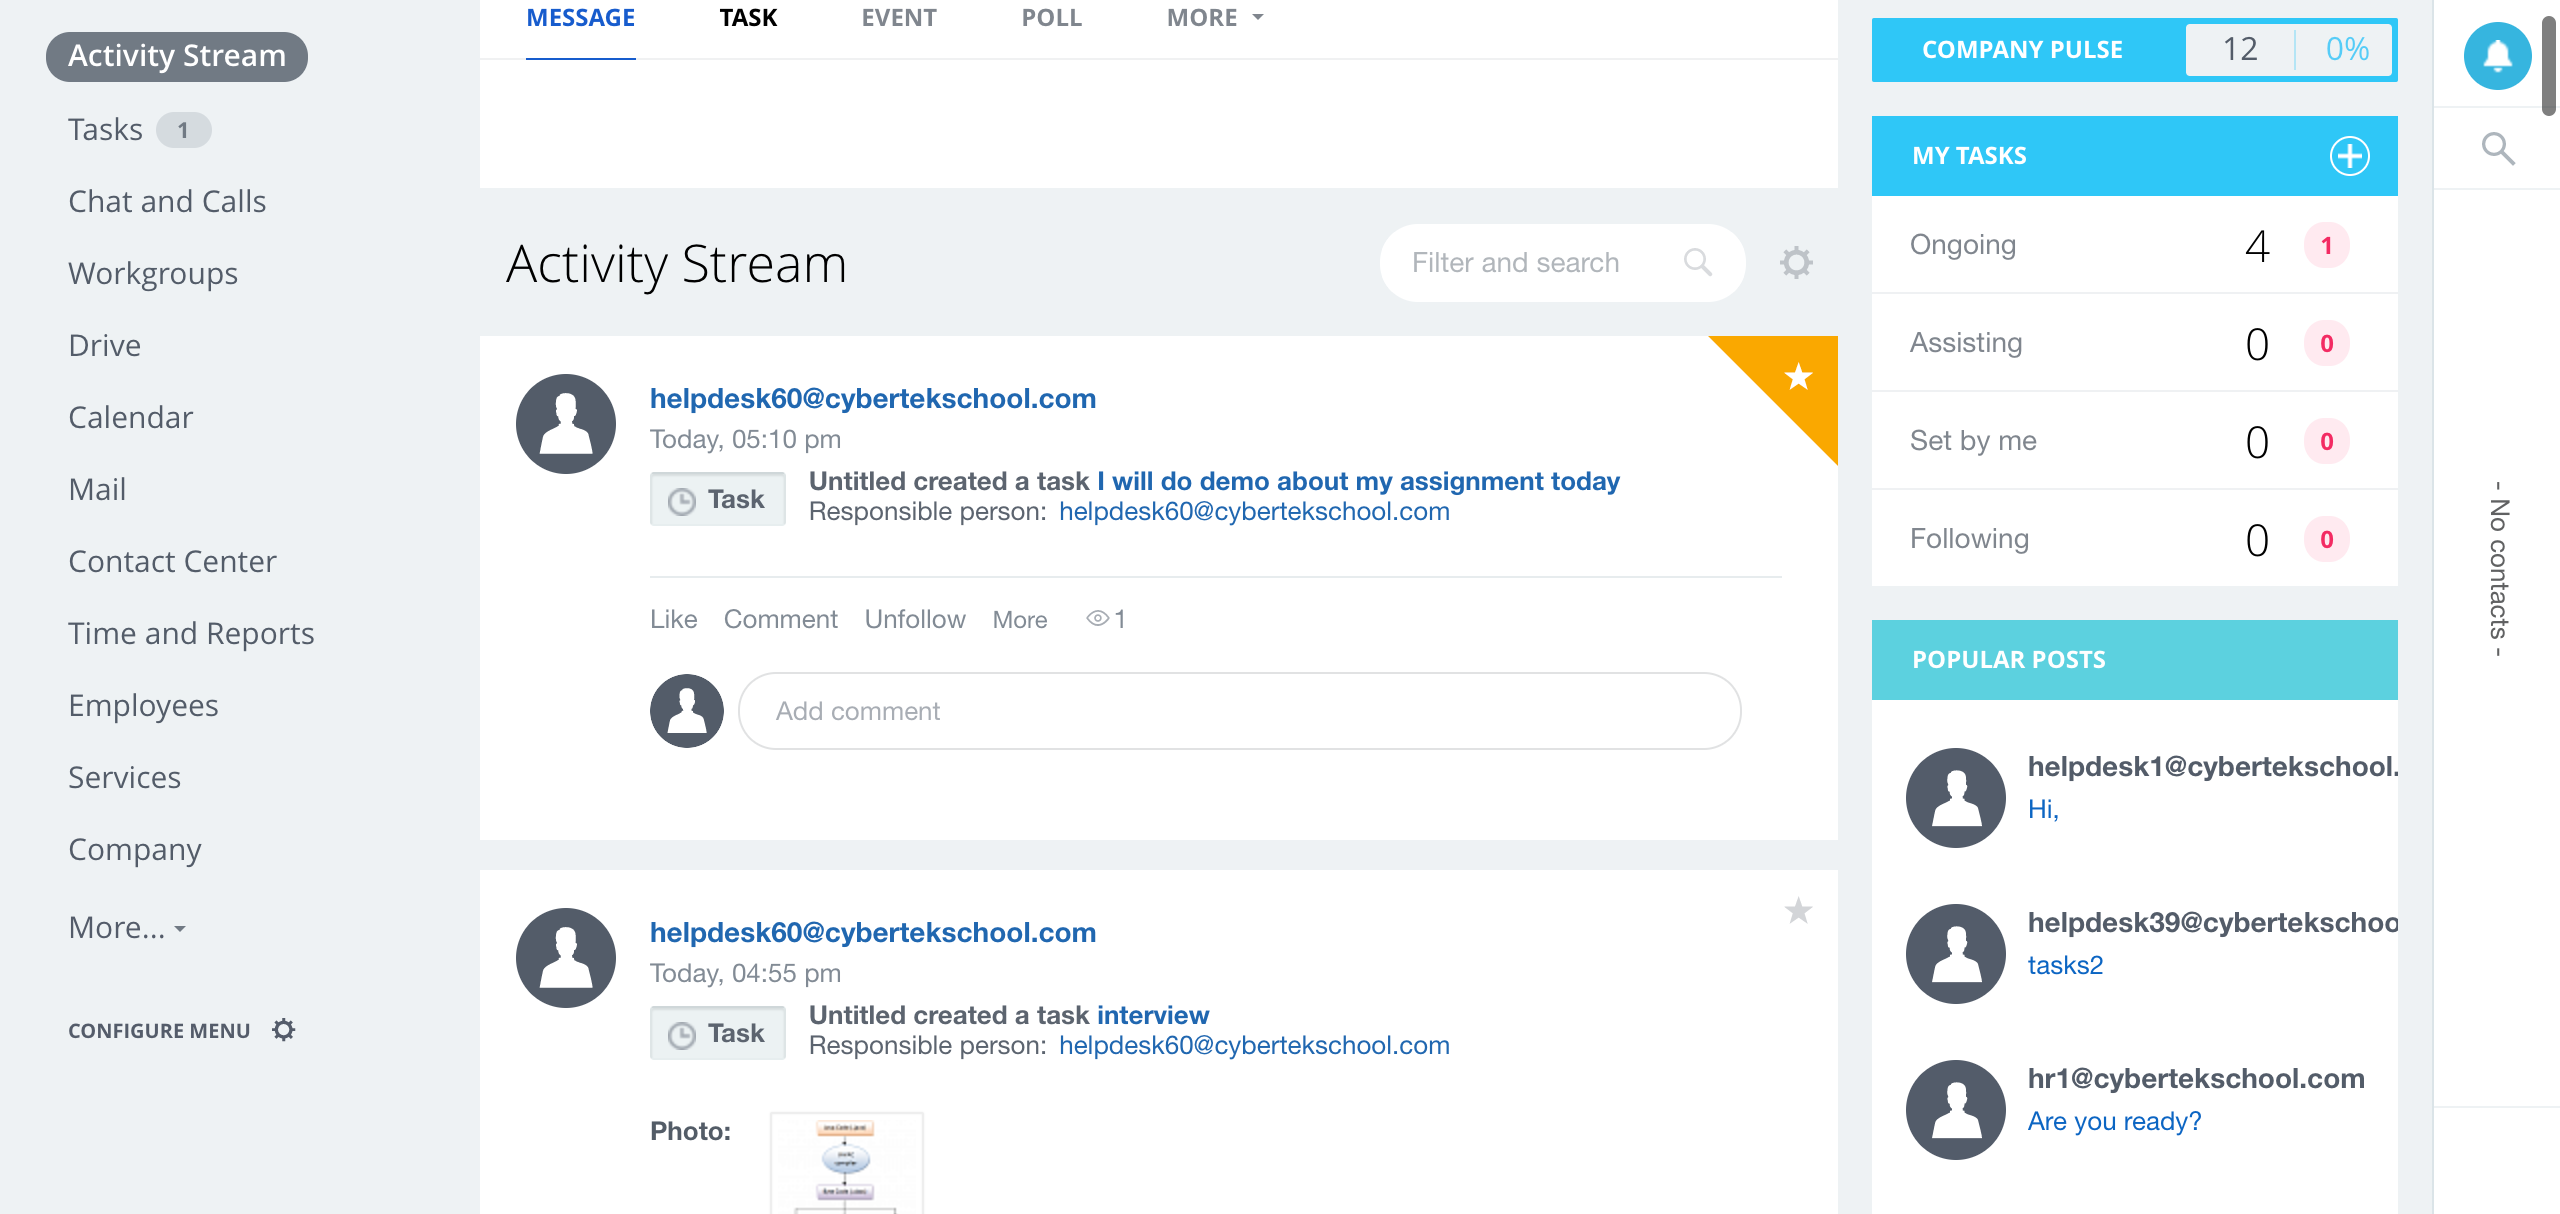 MESSAGE TASK EVENT POLL MORE
Activity Stream
Tasks 1
Chat and Calls
Workgroups
Drive
Calendar
Mail
Contact Center
Time and Reports
Employees
Services
Company
More...
CONFIGURE MENU
Activity Stream
Filter and search
helpdesk60@cybertekschool.com
Today, 05:10 pm
Task
Untitled created a task I will do demo about my assignment today
Responsible person: helpdesk60@cybertekschool.com
Like Comment Unfollow More 1
Add comment
helpdesk60@cybertekschool.com
Today, 04:55 pm
Task
Untitled created a task interview
Responsible person: helpdesk60@cybertekschool.com
Photo:
COMPANY PULSE 12 0%
MY TASKS
Ongoing 4 1
Assisting 0 0
Set by me 0 0
Following 0 0
POPULAR POSTS
helpdesk1@cybertekschool.
Hi,
helpdesk39@cybertekschoo
tasks2
hr1@cybertekschool.com
Are you ready?
- No contacts -